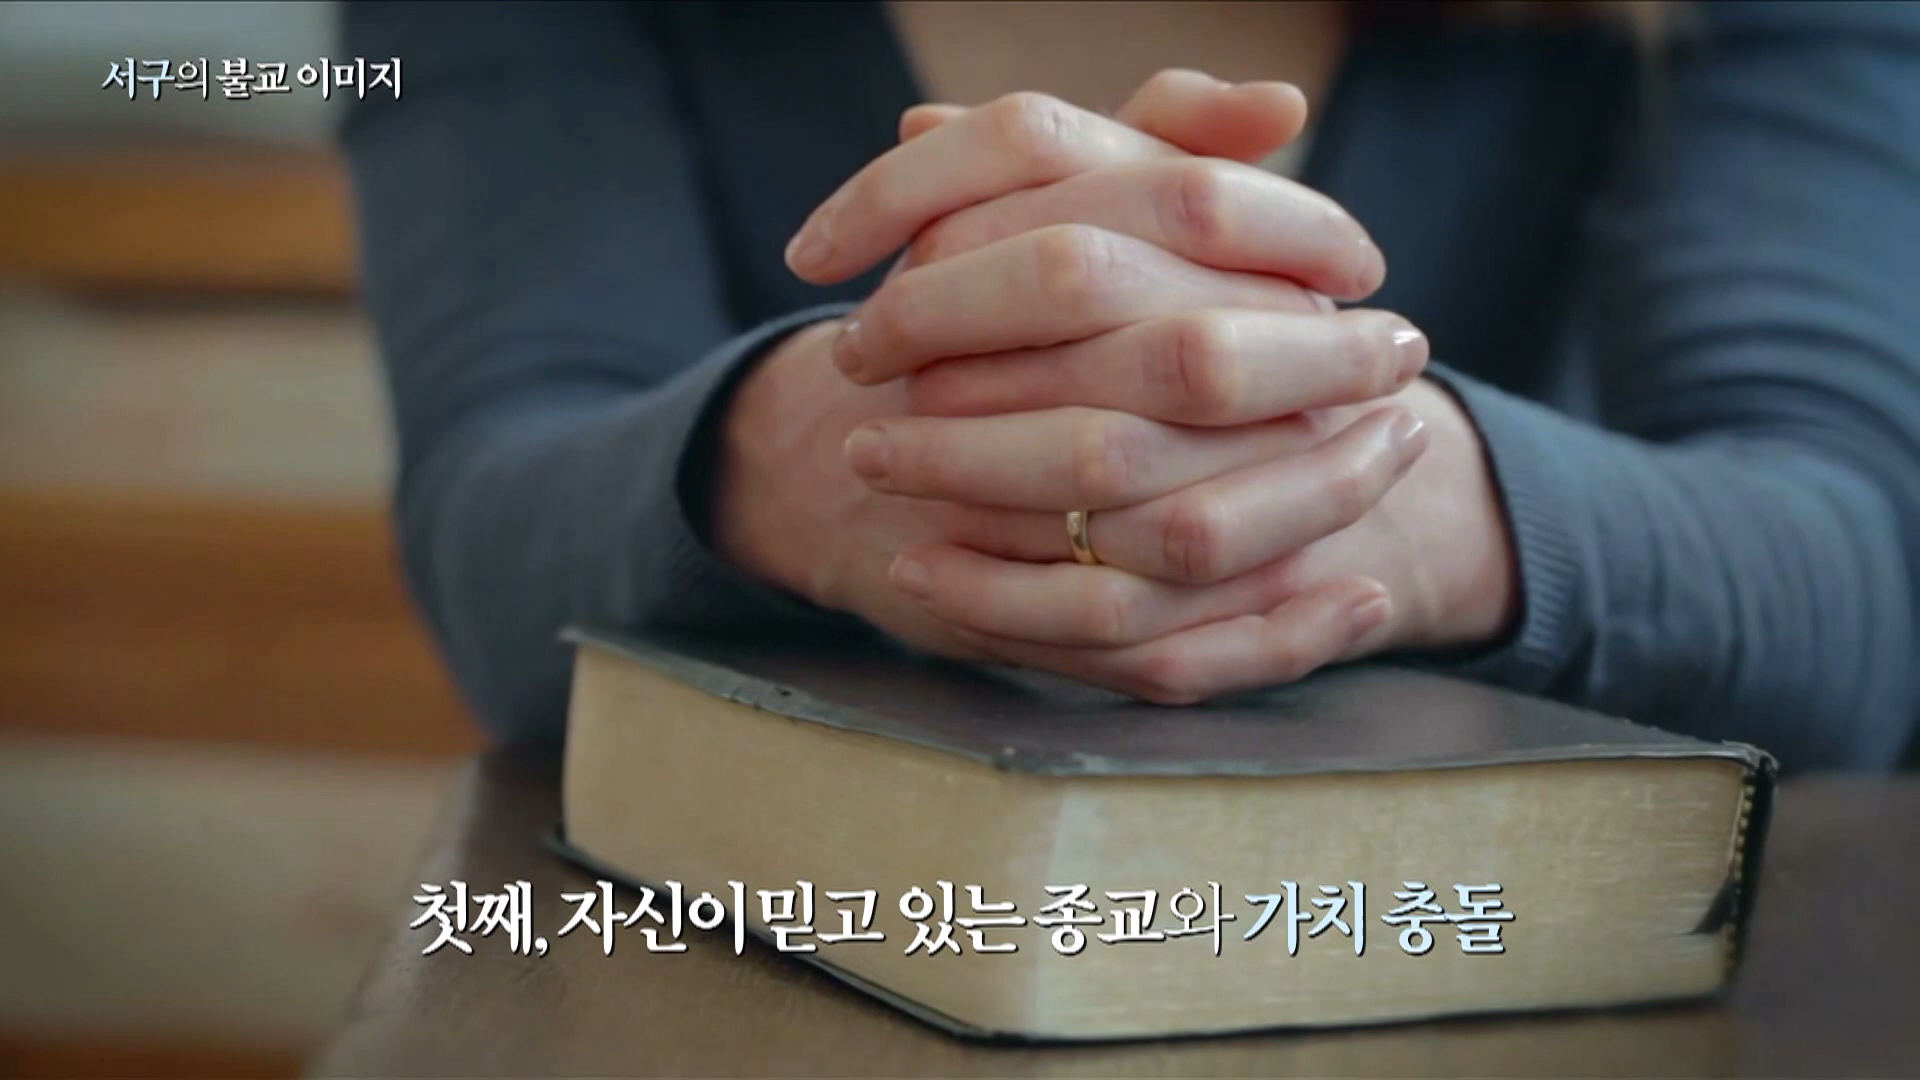 서구의 불교 이미지
첫째, 자신이 믿고 있는 종교와 가치 충돌